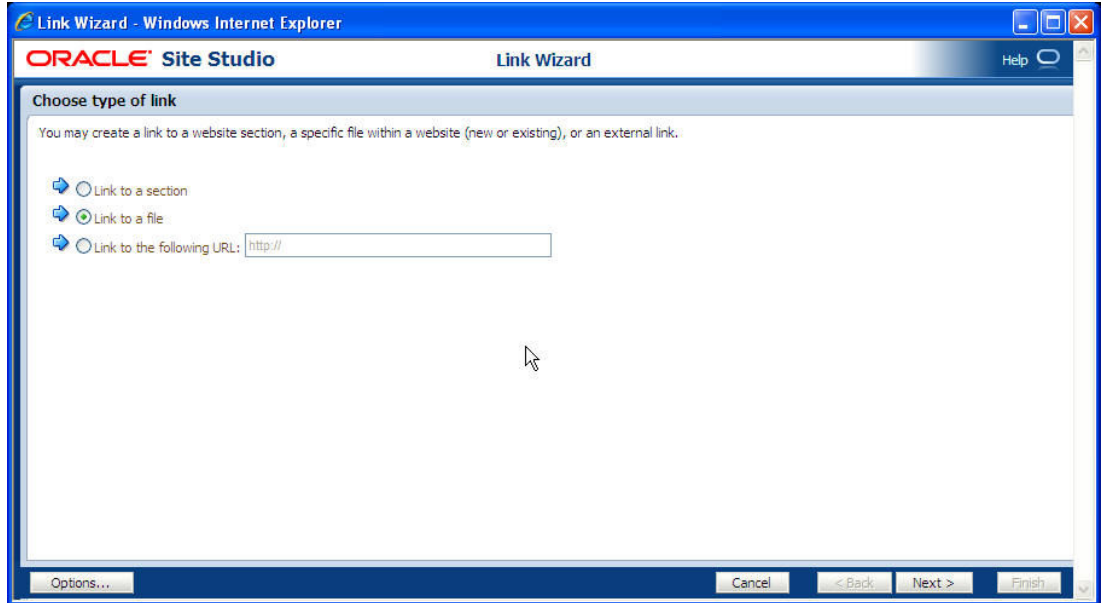 Link Wizard - Windows Internet Explorer
ORACLE Site Studio Link Wizard Help
Choose type of link
You may create a link to a website section, a specific file within a website (new or existing), or an external link.
Link to a section
Link to a file
Link to the following URL: http://
Options... Cancel < Back Next > Finish